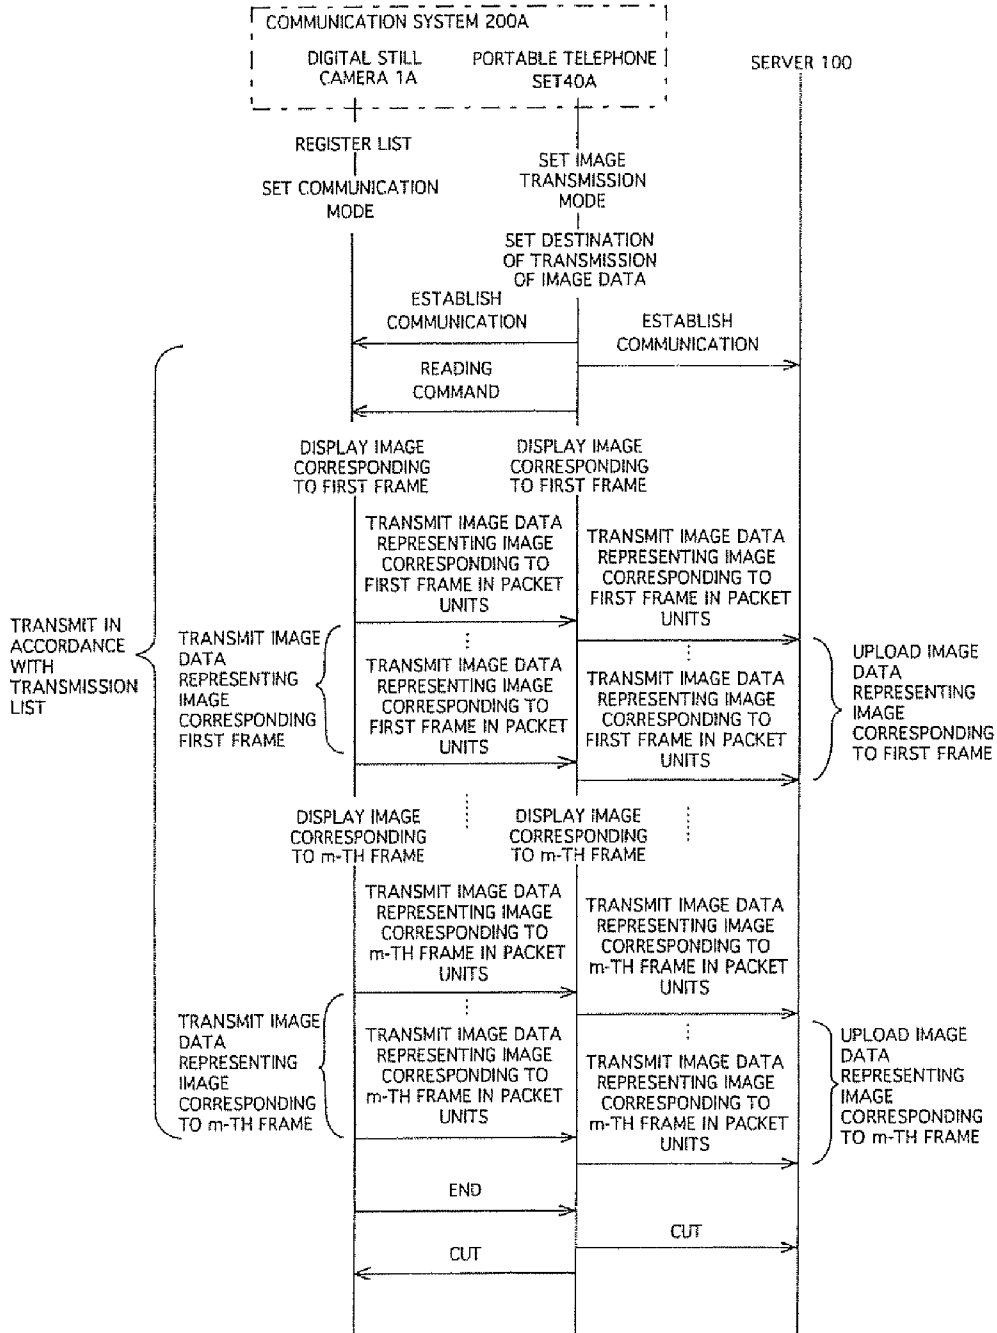 COMMUNICATION SYSTEM 200A
DIGITAL STILL
CAMERA 1A
PORTABLE TELEPHONE
SET40A
SERVER 100
REGISTER LIST
SET COMMUNICATION
MODE
SET IMAGE
TRANSMISSION
MODE
SET DESTINATION
OF TRANSMISSION
OF IMAGE DATA
ESTABLISH
COMMUNICATION
ESTABLISH
COMMUNICATION
READING
COMMAND
DISPLAY IMAGE
CORRESPONDING
TO FIRST FRAME
DISPLAY IMAGE
CORRESPONDING
TO FIRST FRAME
TRANSMIT IMAGE DATA
REPRESENTING IMAGE
CORRESPONDING TO
FIRST FRAME IN PACKET
UNITS
TRANSMIT IMAGE DATA
REPRESENTING IMAGE
CORRESPONDING TO
FIRST FRAME IN PACKET
UNITS
TRANSMIT IN
ACCORDANCE
WITH
TRANSMISSION
LIST
TRANSMIT IMAGE
DATA
REPRESENTING
IMAGE
CORRESPONDING
FIRST FRAME
TRANSMIT IMAGE DATA
REPRESENTING IMAGE
CORRESPONDING TO
FIRST FRAME IN PACKET
UNITS
TRANSMIT IMAGE DATA
REPRESENTING IMAGE
CORRESPONDING TO
FIRST FRAME IN PACKET
UNITS
UPLOAD IMAGE
DATA
REPRESENTING
IMAGE
CORRESPONDING
TO FIRST FRAME
DISPLAY IMAGE
CORRESPONDING
TO m-TH FRAME
DISPLAY IMAGE
CORRESPONDING
TO m-TH FRAME
TRANSMIT IMAGE DATA
REPRESENTING IMAGE
CORRESPONDING TO
m-TH FRAME IN PACKET
UNITS
TRANSMIT IMAGE DATA
REPRESENTING IMAGE
CORRESPONDING TO
m-TH FRAME IN PACKET
UNITS
TRANSMIT IMAGE
DATA
REPRESENTING
IMAGE
CORRESPONDING
TO m-TH FRAME
TRANSMIT IMAGE DATA
REPRESENTING IMAGE
CORRESPONDING TO
m-TH FRAME IN PACKET
UNITS
TRANSMIT IMAGE DATA
REPRESENTING IMAGE
CORRESPONDING TO
m-TH FRAME IN PACKET
UNITS
UPLOAD IMAGE
DATA
REPRESENTING
IMAGE
CORRESPONDING
TO m-TH FRAME
END
CUT
CUT